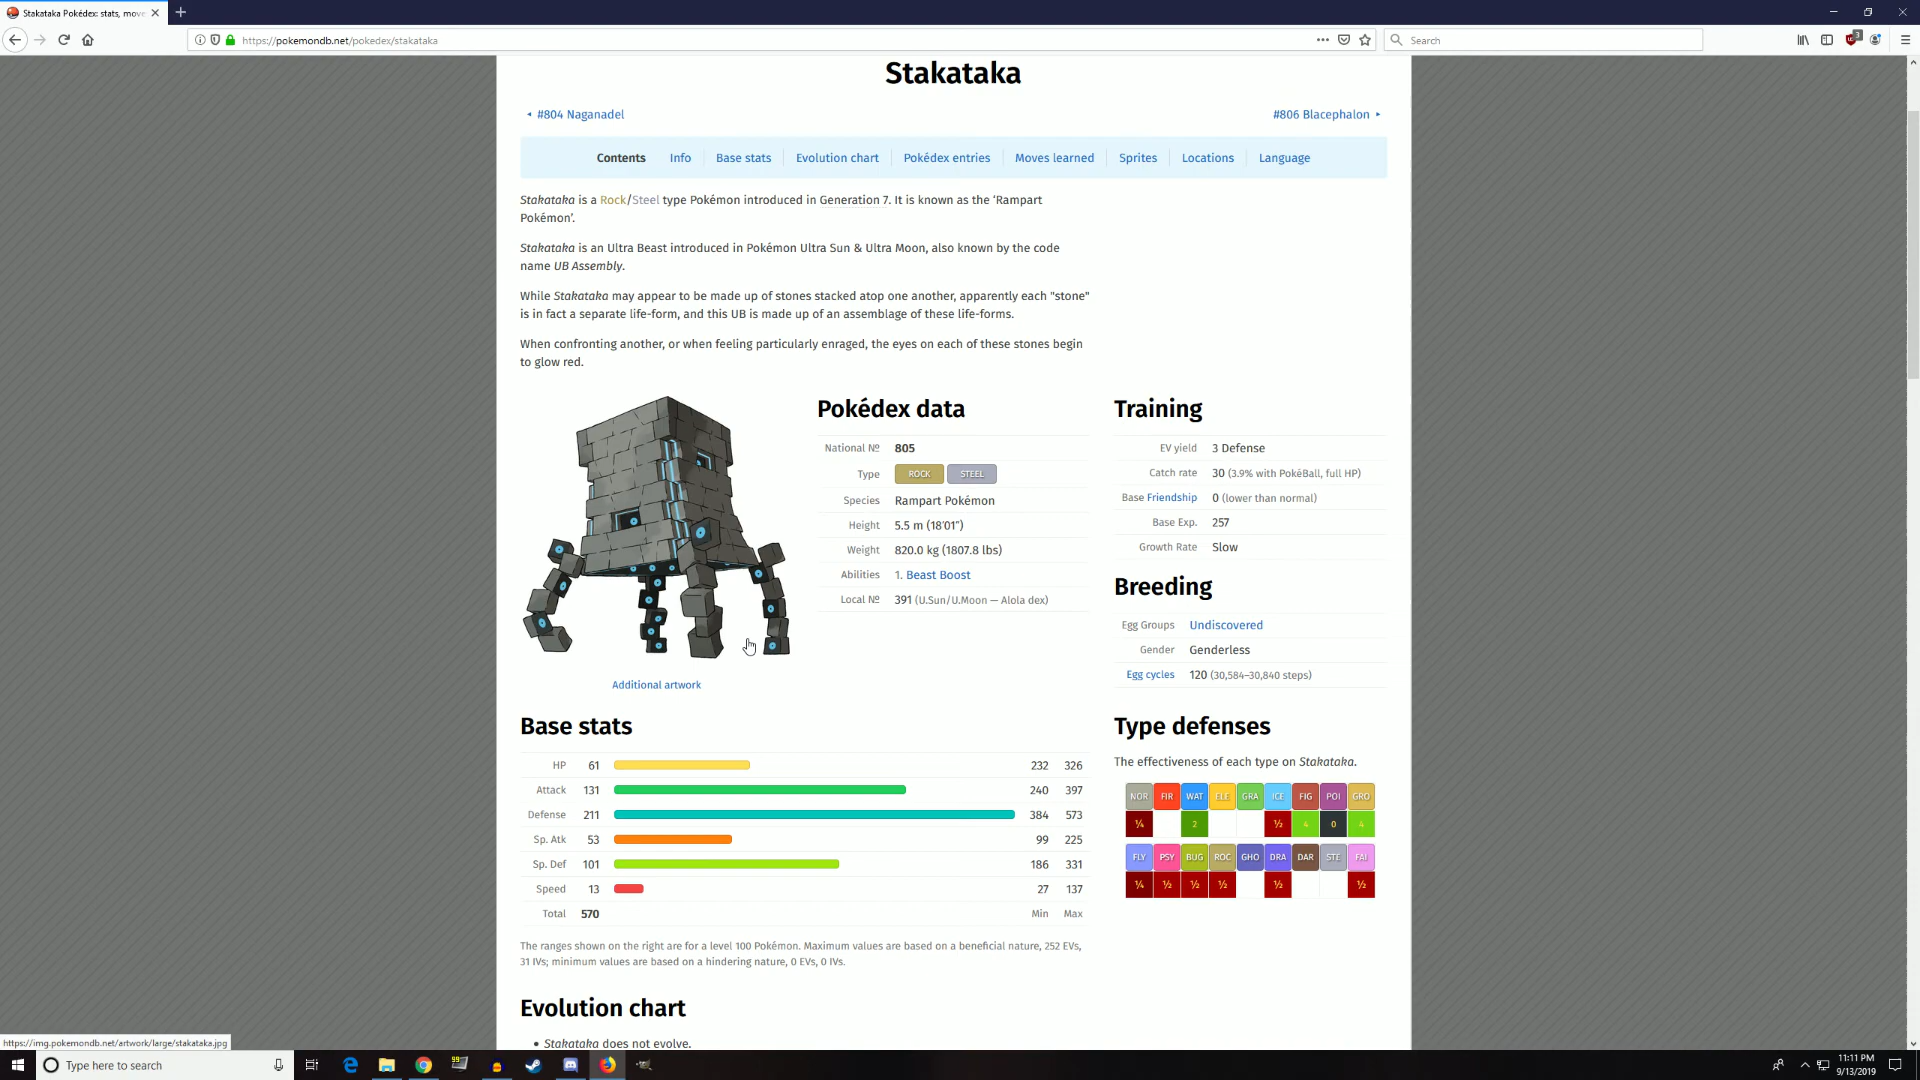 Stakataka Pokédex: stats, move
https://pokemondb.net/pokedex/stakataka
Search
3
Stakataka
#804 Naganadel
#806 Blacephalon
Contents Info Base stats Evolution chart Pokédex entries Moves learned Sprites Locations Language
Stakataka is a Rock/Steel type Pokémon introduced in Generation 7. It is known as the ‘Rampart
Pokémon’.
Stakataka is an Ultra Beast introduced in Pokémon Ultra Sun & Ultra Moon, also known by the code
name UB Assembly.
While Stakataka may appear to be made up of stones stacked atop one another, apparently each "stone"
is in fact a separate life-form, and this UB is made up of an assemblage of these life-forms.
When confronting another, or when feeling particularly enraged, the eyes on each of these stones begin
to glow red.
Additional artwork
Pokédex data
National № 805
Type ROCK STEEL
Species Rampart Pokémon
Height 5.5 m (18′01″)
Weight 820.0 kg (1807.8 lbs)
Abilities 1. Beast Boost
Local № 391 (U.Sun/U.Moon — Alola dex)
Training
EV yield 3 Defense
Catch rate 30 (3.9% with PokéBall, full HP)
Base Friendship 0 (lower than normal)
Base Exp. 257
Growth Rate Slow
Breeding
Egg Groups Undiscovered
Gender Genderless
Egg cycles 120 (30,584–30,840 steps)
Base stats
HP 61 232 326
Attack 131 240 397
Defense 211 384 573
Sp. Atk 53 99 225
Sp. Def 101 186 331
Speed 13 27 137
Total 570 Min Max
The ranges shown on the right are for a level 100 Pokémon. Maximum values are based on a beneficial nature, 252 EVs,
31 IVs; minimum values are based on a hindering nature, 0 EVs, 0 IVs.
Type defenses
The effectiveness of each type on Stakataka.
NOR FIR WAT ELE GRA ICE FIG POI GRO
¼ 2 ½ 4 0 4
FLY PSY BUG ROC GHO DRA DAR STE FAI
¼ ½ ½ ½ ½ ½
Evolution chart
• Stakataka does not evolve.
https://img.pokemondb.net/artwork/large/stakataka.jpg
Type here to search
99
11:11 PM
9/13/2019